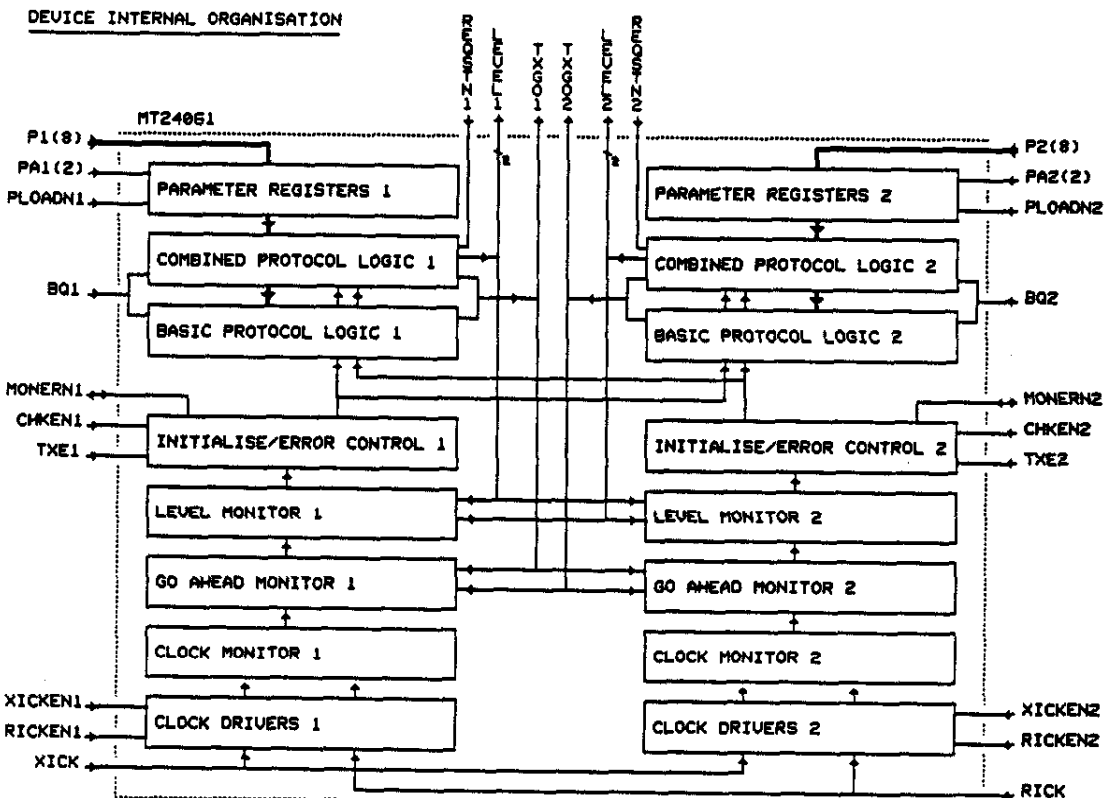 DEVICE INTERNAL ORGANISATION
LEVEL1
TXGO1
TXGO2
LEVEL2
MT24061
P1(8)
PA1(2)
PLOADN1
PARAMETER REGISTERS 1
2
2
PARAMETER REGISTERS 2
P2(8)
PA2(2)
PLOADN2
COMBINED PROTOCOL LOGIC 1
COMBINED PROTOCOL LOGIC 2
BQ1
BQ2
BASIC PROTOCOL LOGIC 1
BASIC PROTOCOL LOGIC 2
MONERN1
CHKEN1
TXE1
INITIALISE/ERROR CONTROL 1
INITIALISE/ERROR CONTROL 2
MONERN2
CHKEN2
TXE2
LEVEL MONITOR 1
LEVEL MONITOR 2
GO AHEAD MONITOR 1
GO AHEAD MONITOR 2
CLOCK MONITOR 1
CLOCK MONITOR 2
XICKEN1
RICKEN1
XICK
CLOCK DRIVERS 1
CLOCK DRIVERS 2
XICKEN2
RICKEN2
RICK